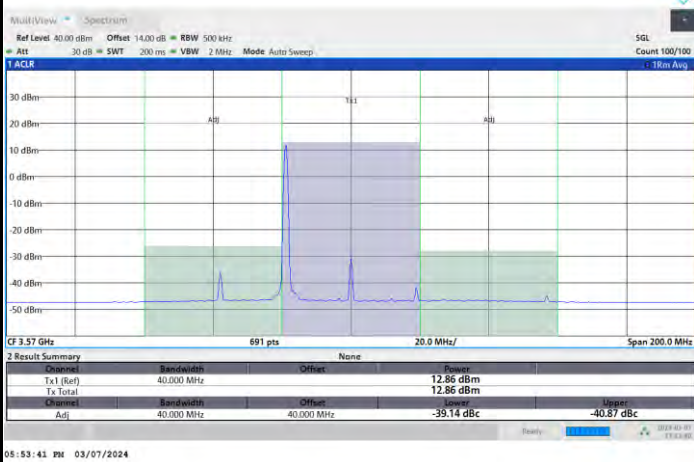 MultiView Spectrum
Ref Level 40.00 dBm Offset 14.00 dB RBW 500 kHz SGL
Att 30 dB SWT 200 ms VBW 2 MHz Mode Auto Sweep Count 100/100
1 ACLR 1Rm Avg
30 dBm
Tx1
20 dBm
Adj Adj
10 dBm
0 dBm
-10 dBm
-20 dBm
-30 dBm
-40 dBm
-50 dBm
CF 3.57 GHz 691 pts 20.0 MHz/ Span 200.0 MHz
2 Result Summary None
Channel Bandwidth Offset Power
Tx1 (Ref) 40.000 MHz 12.86 dBm
Tx Total 12.86 dBm
Channel Bandwidth Offset Lower Upper
Adj 40.000 MHz 40.000 MHz -39.14 dBc -40.87 dBc
Ready
05:53:41 PM 03/07/2024